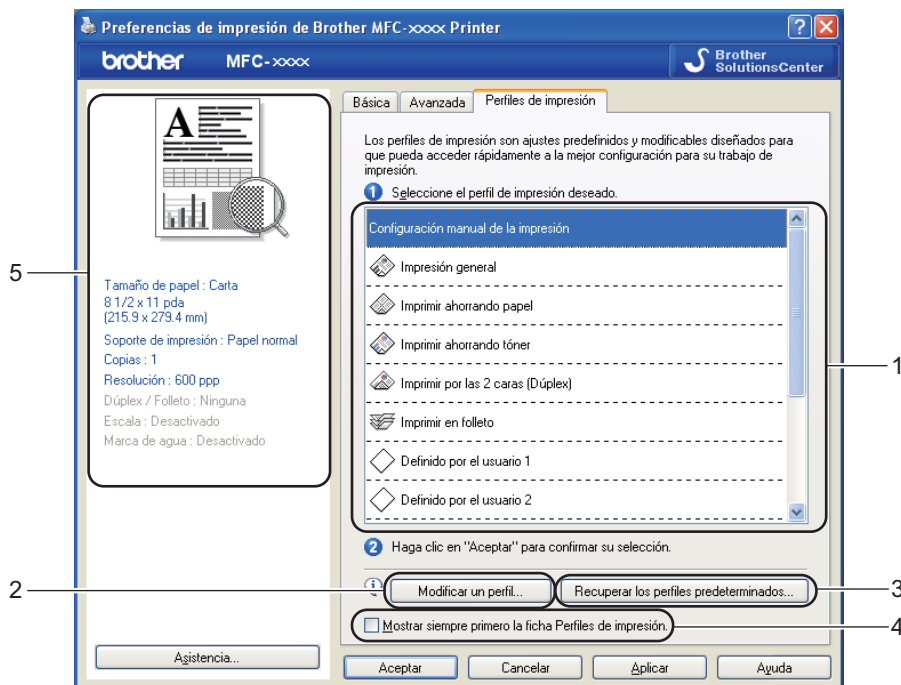 Preferencias de impresión de Brother MFC-xxxx Printer
brother MFC-xxxx
Brother
SolutionsCenter
Básica Avanzada Perfiles de impresión
Los perfiles de impresión son ajustes predefinidos y modificables diseñados para
que pueda acceder rápidamente a la mejor configuración para su trabajo de
impresión.
1 Seleccione el perfil de impresión deseado.
Configuración manual de la impresión
Impresión general
Imprimir ahorrando papel
Imprimir ahorrando tóner
Imprimir por las 2 caras (Dúplex)
Imprimir en folleto
Definido por el usuario 1
Definido por el usuario 2
1
2 Haga clic en "Aceptar" para confirmar su selección.
2
Modificar un perfil... Recuperar los perfiles predeterminados...
3
Mostrar siempre primero la ficha Perfiles de impresión.
4
A
5
Tamaño de papel : Carta
8 1/2 x 11 pda
(215.9 x 279.4 mm)
Soporte de impresión : Papel normal
Copias : 1
Resolución : 600 ppp
Dúplex / Folleto : Ninguna
Escala : Desactivado
Marca de agua : Desactivado
Asistencia...
Aceptar Cancelar Aplicar Ayuda